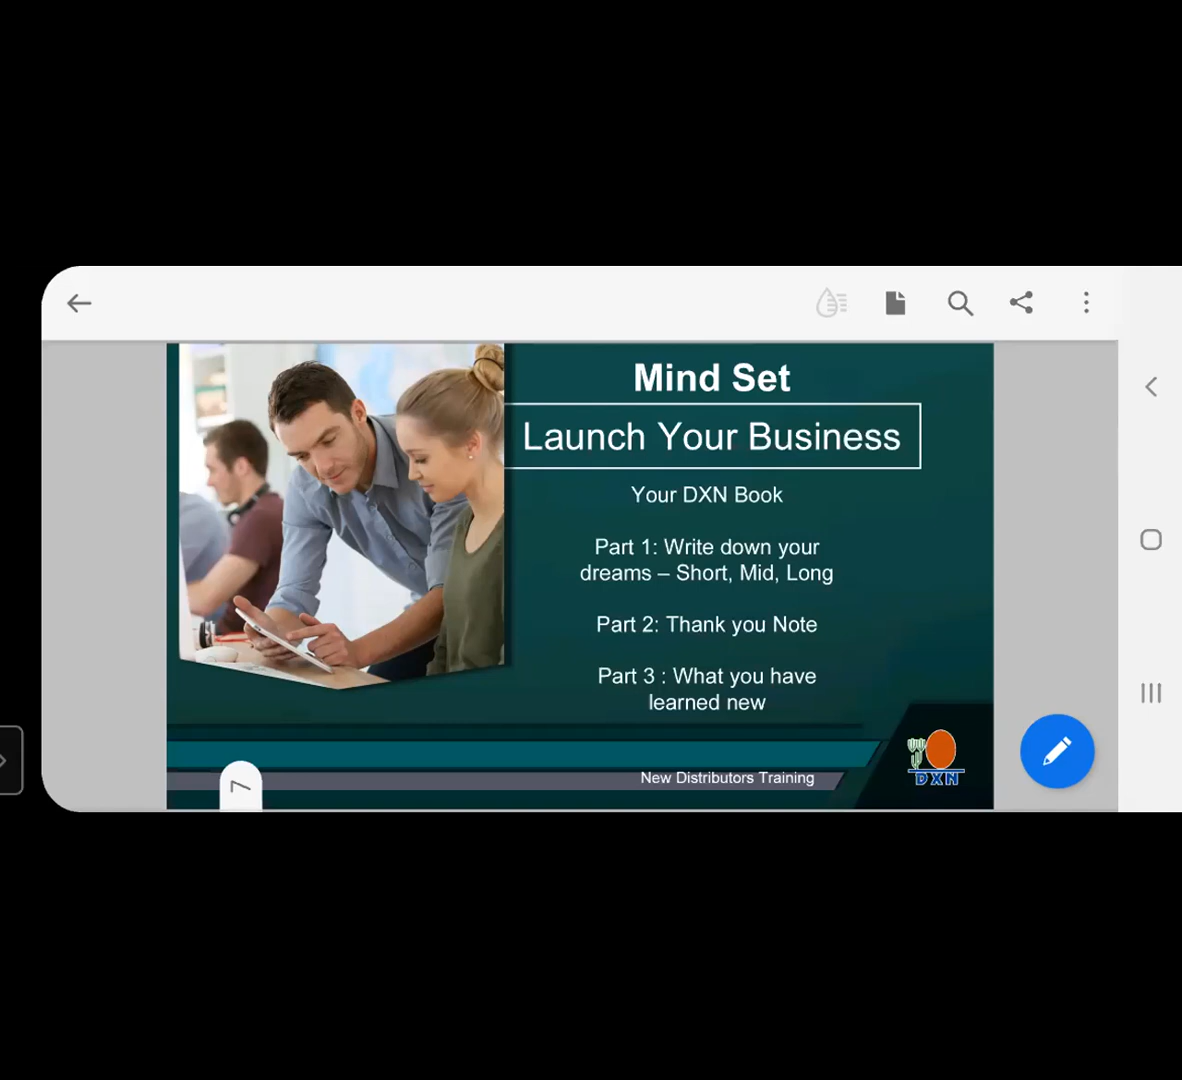 Mind Set
Launch Your Business
Your DXN Book
Part 1: Write down your
dreams – Short, Mid, Long
Part 2: Thank you Note
Part 3 : What you have
learned new
New Distributors Training
DXN
7